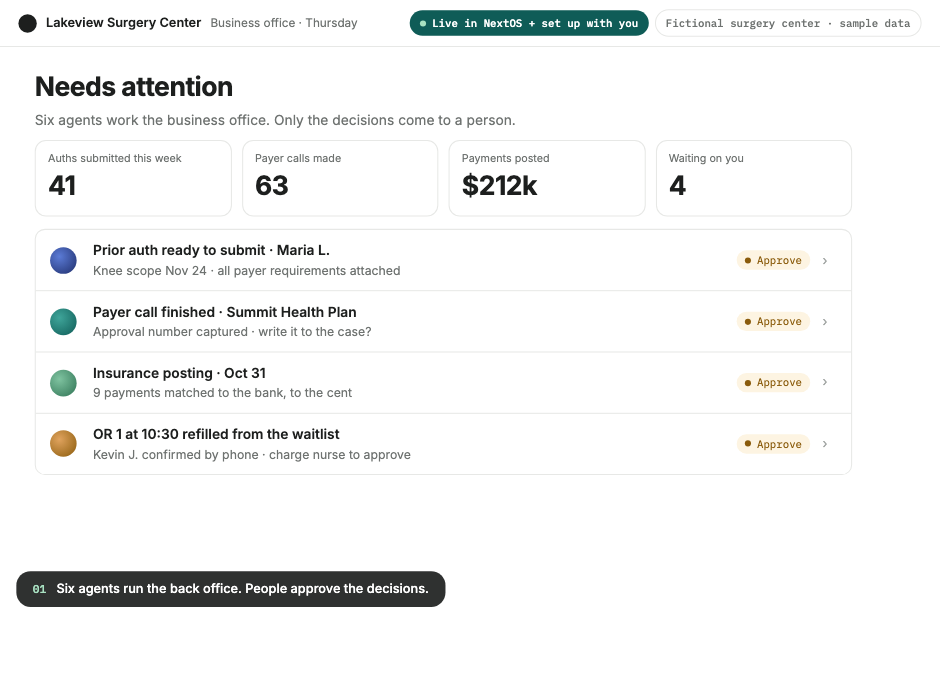 Lakeview Surgery Center Business office · Thursday
Live in NextOS + set up with you
Fictional surgery center · sample data
Needs attention
Six agents work the business office. Only the decisions come to a person.
Auths submitted this week
41
Payer calls made
63
Payments posted
$212k
Waiting on you
4
Prior auth ready to submit · Maria L.
Knee scope Nov 24 · all payer requirements attached
Approve
Payer call finished · Summit Health Plan
Approval number captured · write it to the case?
Approve
Insurance posting · Oct 31
9 payments matched to the bank, to the cent
Approve
OR 1 at 10:30 refilled from the waitlist
Kevin J. confirmed by phone · charge nurse to approve
Approve
01 Six agents run the back office. People approve the decisions.